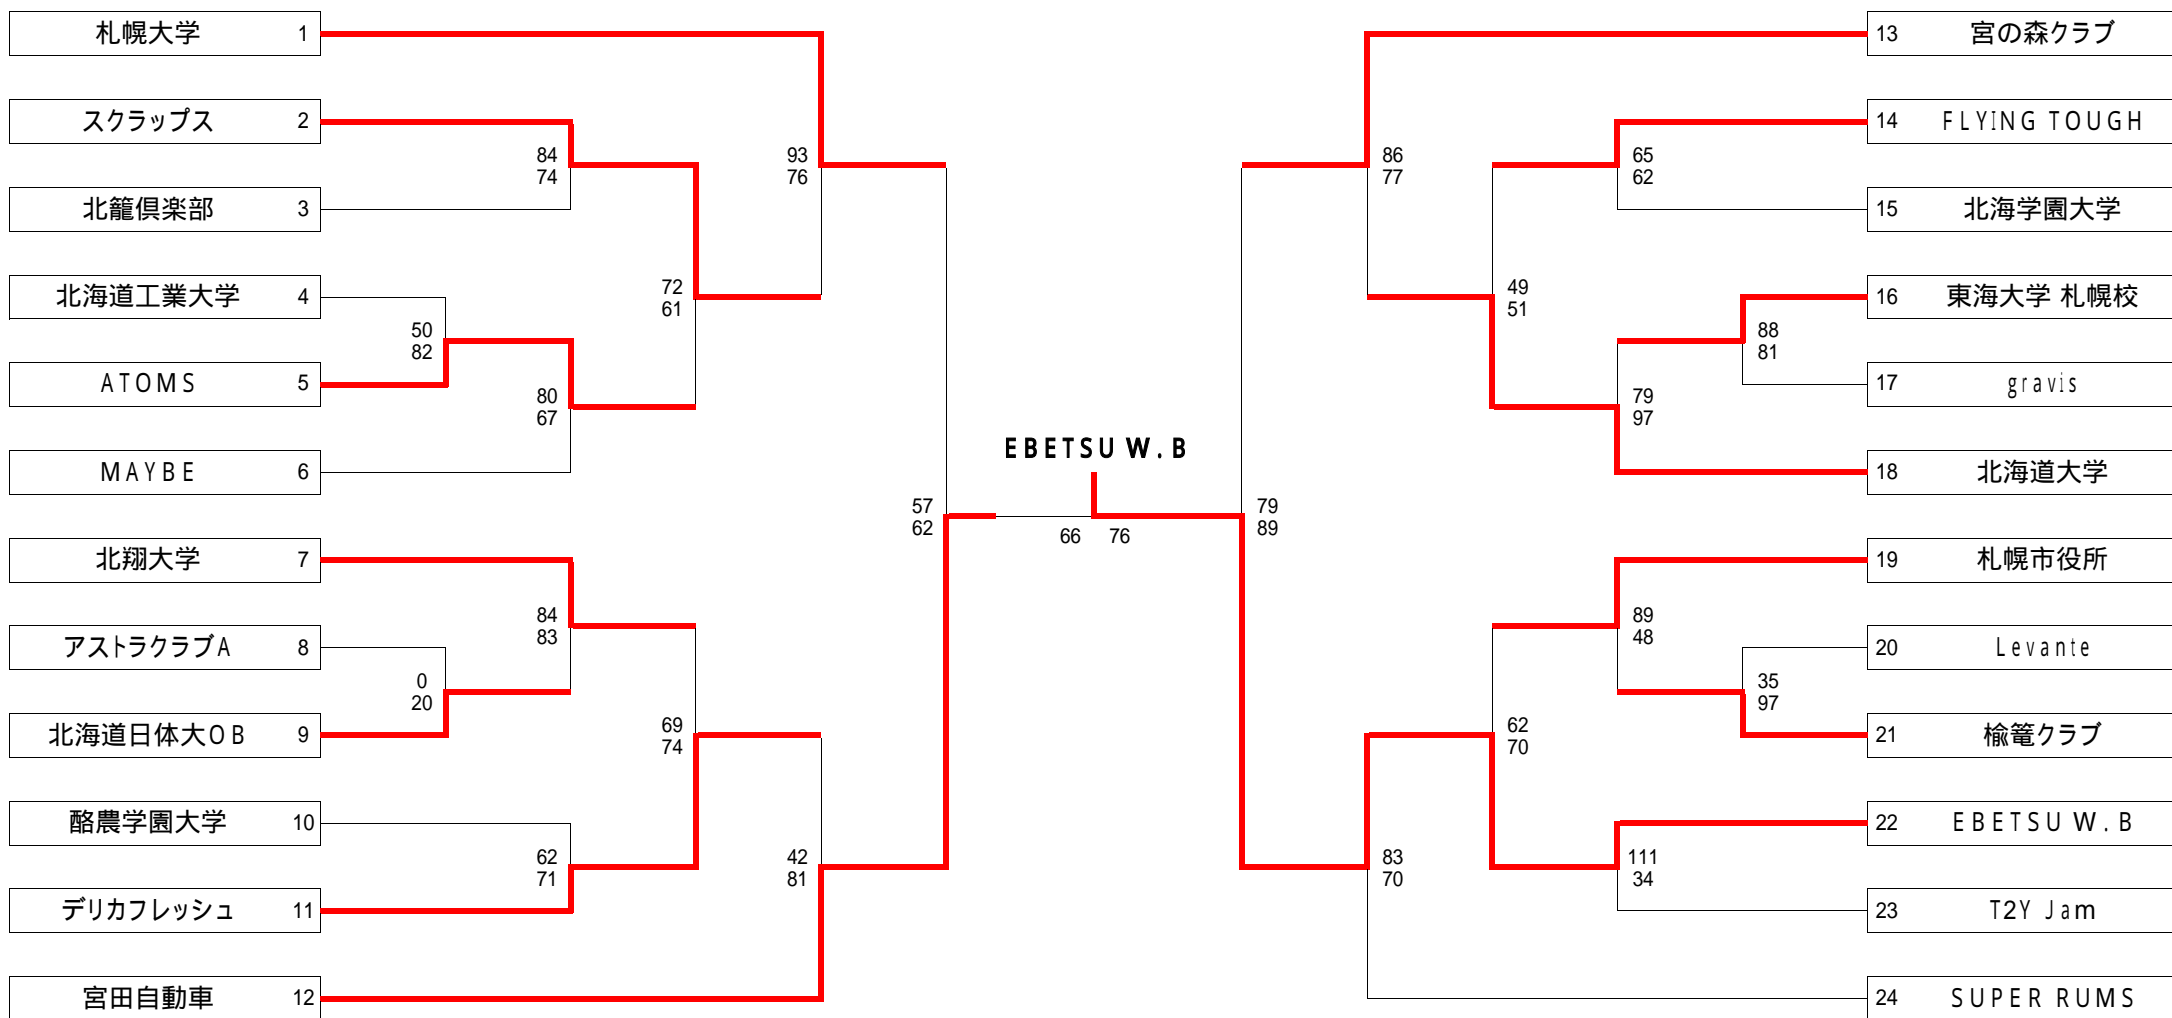 札幌大学 1
スクラップス 2
84
74
北籠倶楽部 3
93
76
北海道工業大学 4
50
82
ATOMS 5
72
61
80
67
MAYBE 6
57
62
北翔大学 7
84
83
アストラクラブA 8
0
20
北海道日体大OB 9
69
74
酪農学園大学 10
62
71
デリカフレッシュ 11
42
81
宮田自動車 12
EBETSU W.B
66 76
13 宮の森クラブ
14 FLYING TOUGH
86
77
65
62
15 北海学園大学
49
51
16 東海大学 札幌校
88
81
17 gravis
79
97
18 北海道大学
79
89
19 札幌市役所
89
48
20 Levante
35
97
21 楡篭クラブ
62
70
22 EBETSU W.B
111
34
23 T2Y Jam
83
70
24 SUPER RUMS